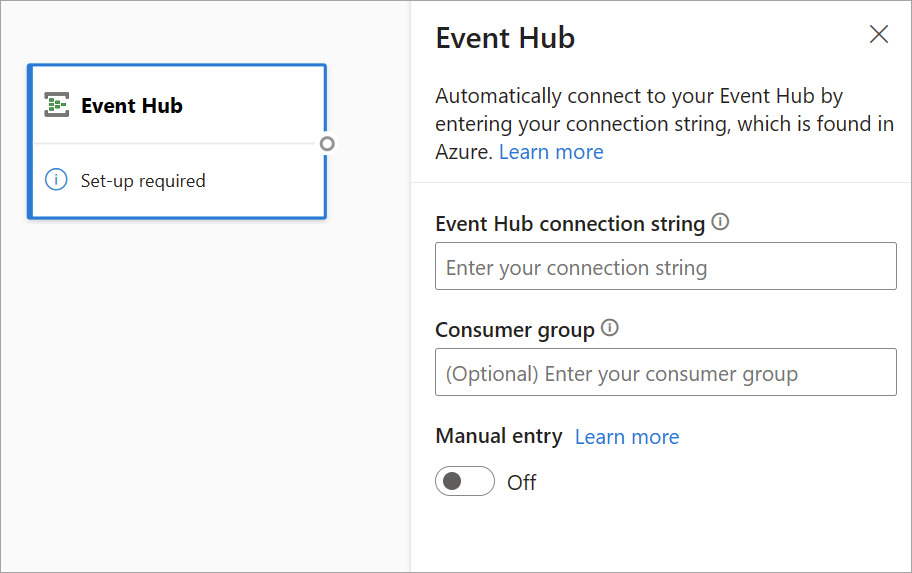 Event Hub
Set-up required
Event Hub
Automatically connect to your Event Hub by
entering your connection string, which is found in
Azure. Learn more
Event Hub connection string
Enter your connection string
Consumer group
(Optional) Enter your consumer group
Manual entry Learn more
Off